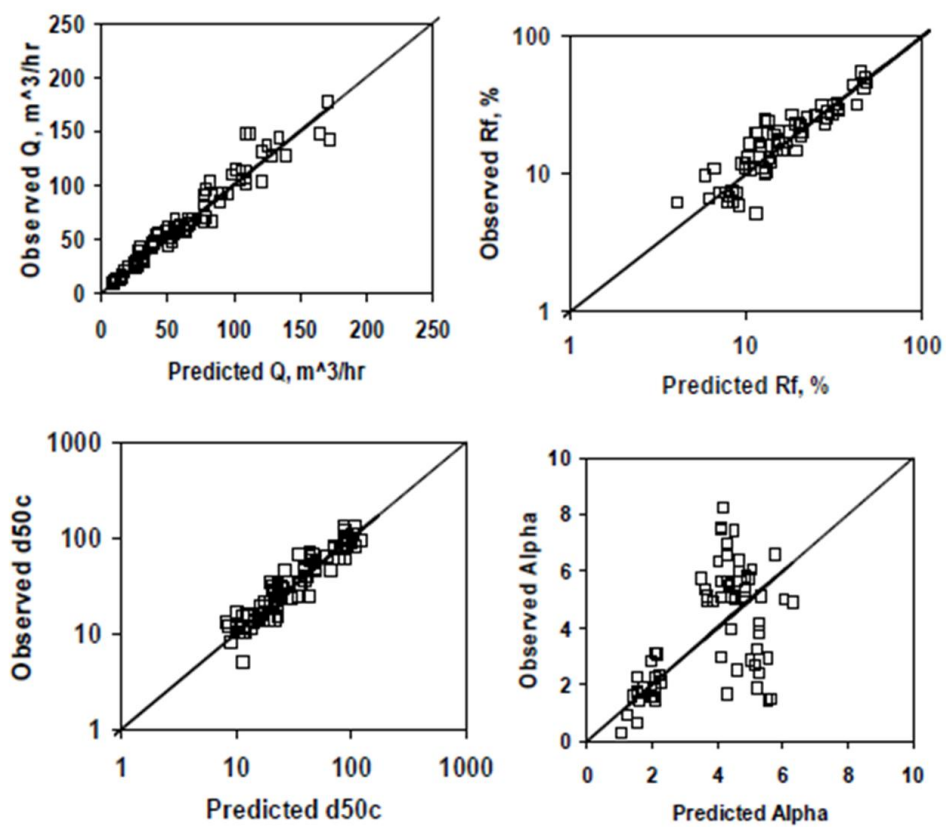 250
200
150
100
50
0
Observed Q, m^3/hr
0 50 100 150 200 250
Predicted Q, m^3/hr
100
10
1
Observed Rf, %
1 10 100
Predicted Rf, %
1000
100
10
1
Observed d50c
1 10 100 1000
Predicted d50c
10
8
6
4
2
0
Observed Alpha
0 2 4 6 8 10
Predicted Alpha